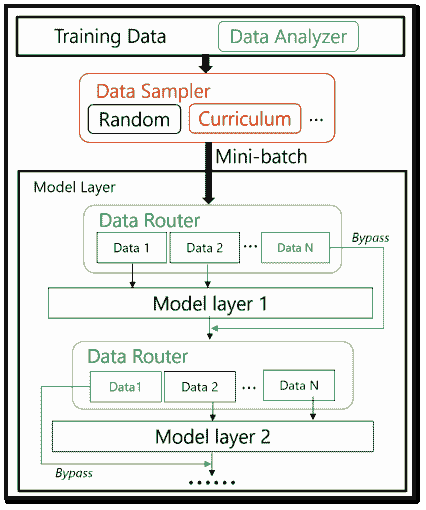 Training Data Data Analyzer
Data Sampler
Random Curriculum ...
Mini-batch
Model Layer
Data Router
Bypass
Data 1 Data 2 ... Data N
Model layer 1
Data Router
Data1 Data 2 ... Data N
Model layer 2
Bypass
......